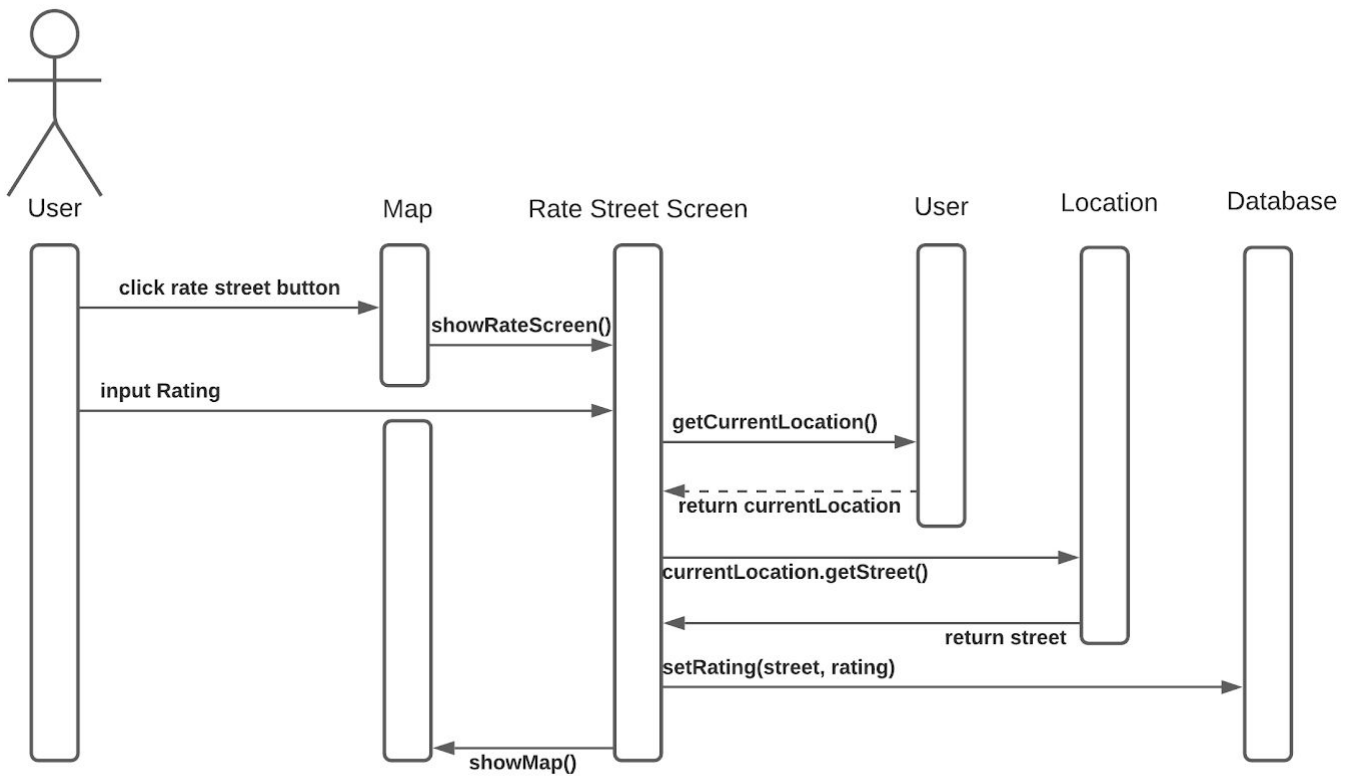 User
Map
Rate Street Screen
User
Location
Database
click rate street button
showRateScreen()
input Rating
getCurrentLocation()
return currentLocation
currentLocation.getStreet()
return street
setRating(street, rating)
showMap()